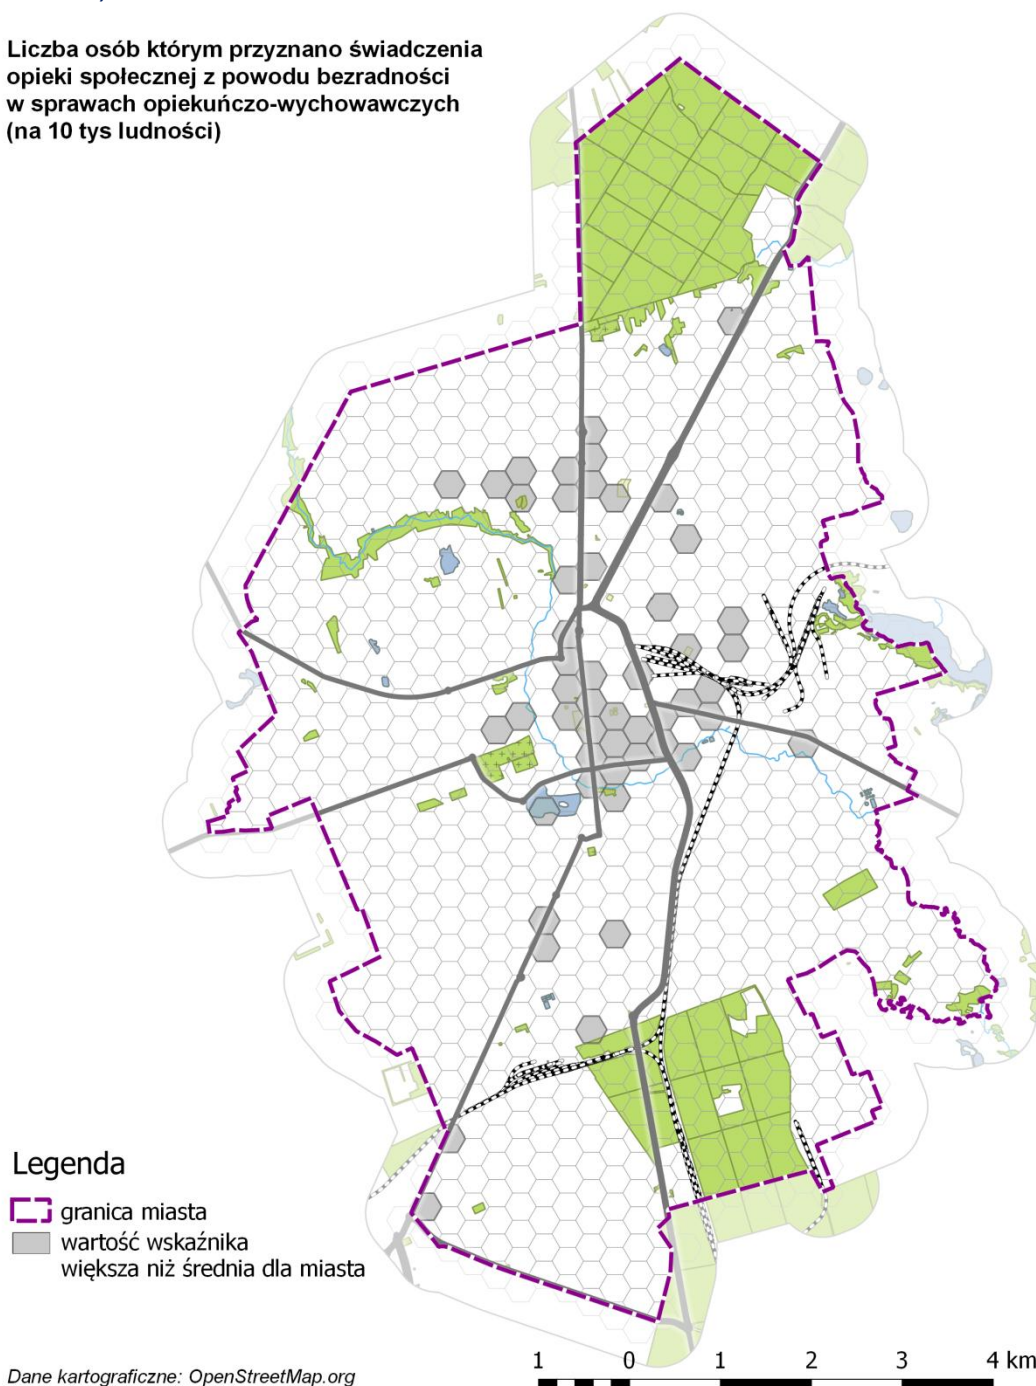 Liczba osób którym przyznano świadczenia
opieki społecznej z powodu bezradności
w sprawach opiekuńczo-wychowawczych
(na 10 tys ludności)
Legenda
granica miasta
wartość wskaźnika
większa niż średnia dla miasta
Dane kartograficzne: OpenStreetMap.org
1 0 1 2 3 4 km